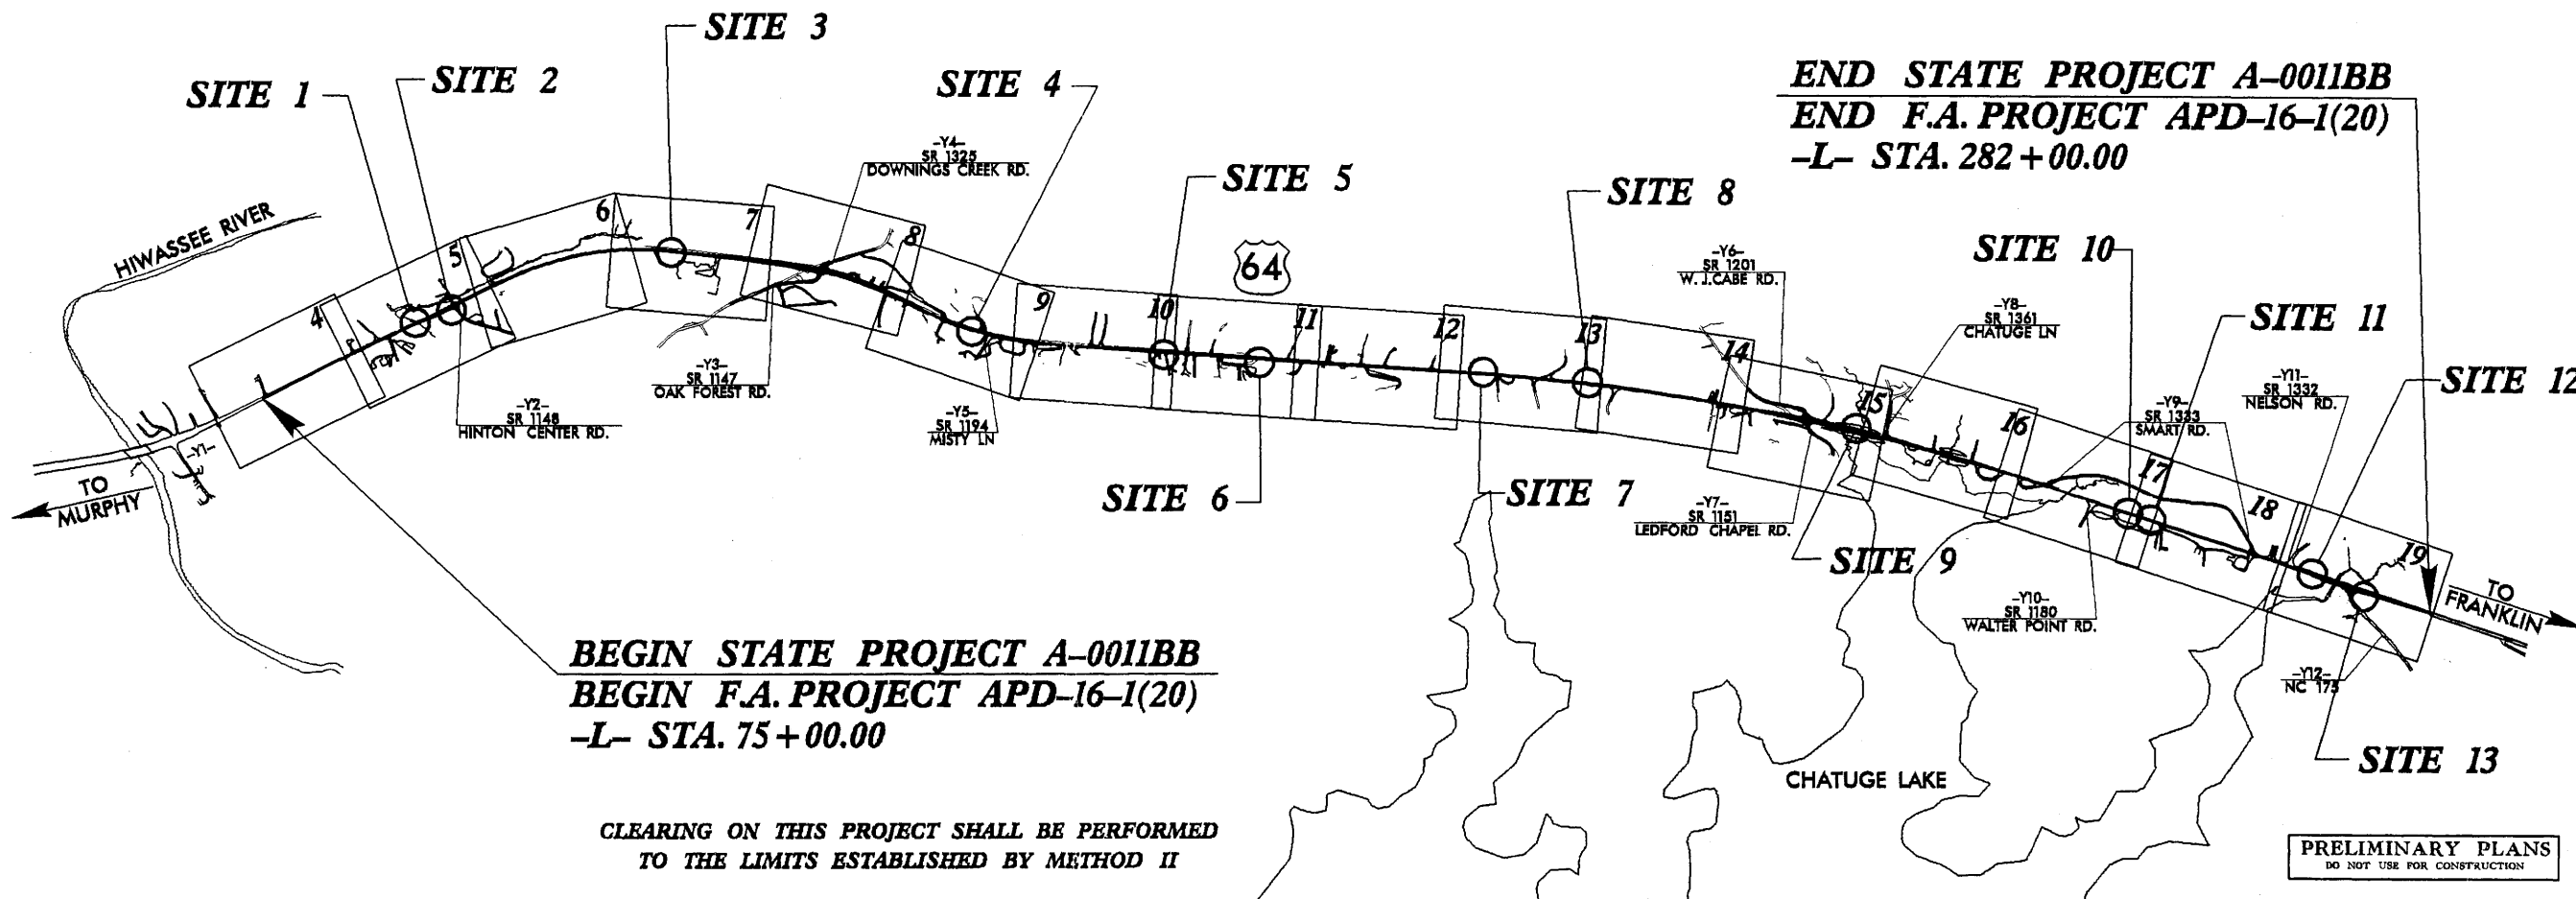 SITE 3
SITE 1
SITE 2
SITE 4
END STATE PROJECT A-0011BB
END F.A. PROJECT APD-16-1(20)
-L- STA. 282+00.00
-Y4-
SR 1325
DOWNINGS CREEK RD.
SITE 5
SITE 8
HIWASSEE RIVER
6
7
8
64
-Y6-
SR 1201
W. J.CABE RD.
SITE 10
5
4
9
10
11
12
13
14
-Y8-
SR 1361
CHATUGE LN
SITE 11
-Y3-
SR 1147
OAK FOREST RD.
-Y2-
SR 1148
HINTON CENTER RD.
-Y5-
SR 1194
MISTY LN
15
16
-Y9-
SR 1333
SMART RD.
-Y11-
SR 1332
NELSON RD.
SITE 12
-Y1-
TO
MURPHY
SITE 6
SITE 7
-Y7-
SR 1151
LEDFORD CHAPEL RD.
17
18
19
SITE 9
TO
FRANKLIN
-Y10-
SR 1180
WALTER POINT RD.
BEGIN STATE PROJECT A-0011BB
BEGIN F.A. PROJECT APD-16-1(20)
-L- STA. 75+00.00
-Y12-
NC 175
SITE 13
CHATUGE LAKE
CLEARING ON THIS PROJECT SHALL BE PERFORMED
TO THE LIMITS ESTABLISHED BY METHOD II
PRELIMINARY PLANS
DO NOT USE FOR CONSTRUCTION